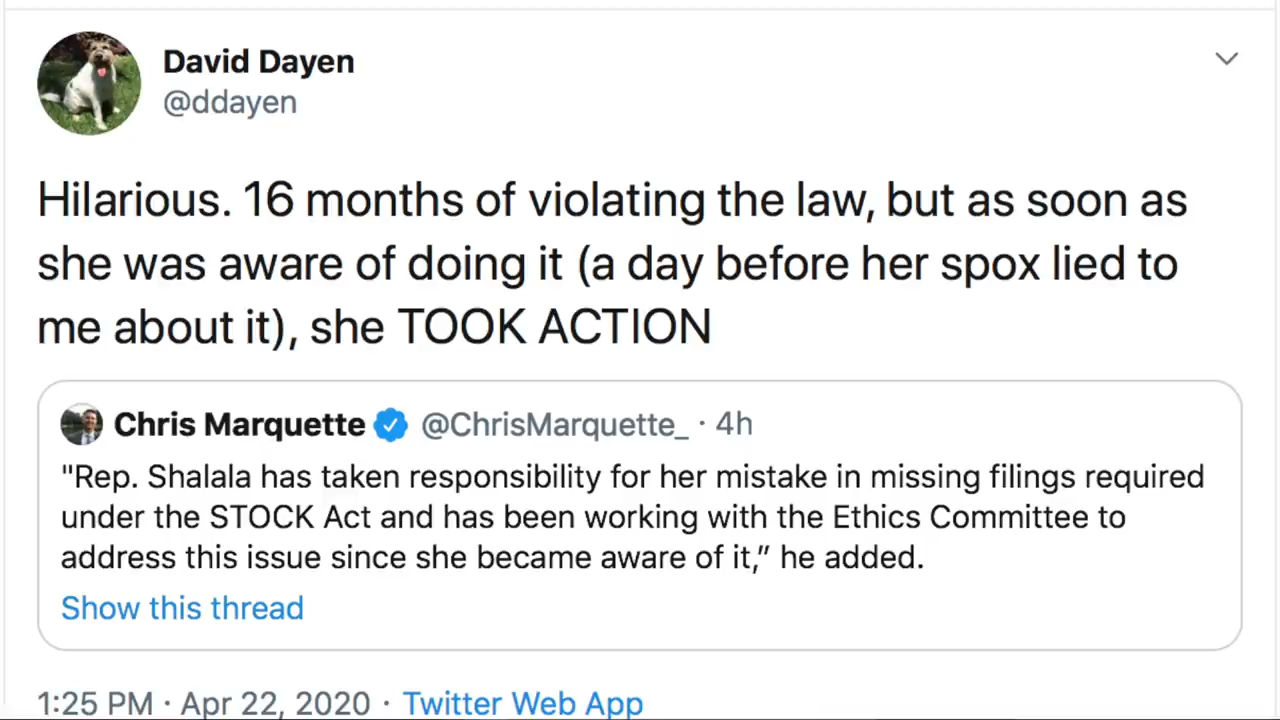 David Dayen
@ddayen
Hilarious. 16 months of violating the law, but as soon as
she was aware of doing it (a day before her spox lied to
me about it), she TOOK ACTION
Chris Marquette @ChrisMarquette_ · 4h
"Rep. Shalala has taken responsibility for her mistake in missing filings required
under the STOCK Act and has been working with the Ethics Committee to
address this issue since she became aware of it,” he added.
Show this thread
1:25 PM · Apr 22, 2020 · Twitter Web App